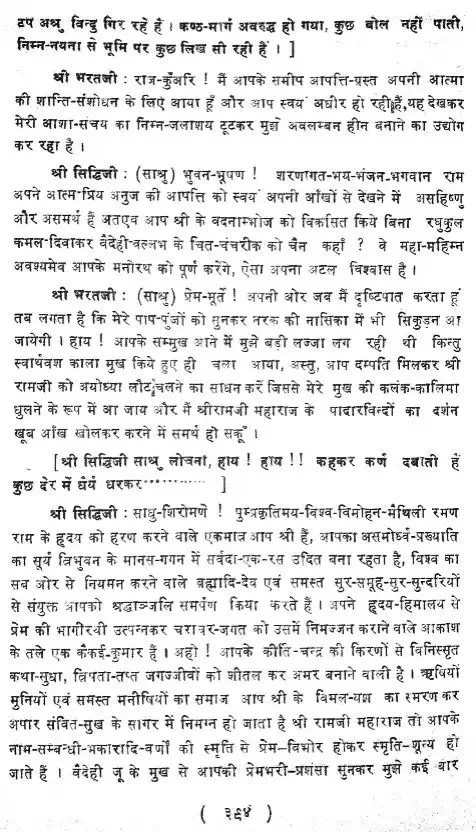 टप अश्रु विन्दु गिर रहे हैं । कण्ठ-मार्ग अवरुद्ध हो गया, कुछ बोल नहीं पाती,
निम्न-नयना से भूमि पर कुछ लिख सी रही हैं । ]
श्री भरतजी : राज-कुँअरि ! मैं आपके समीप आपत्ति-ग्रस्त अपनी आत्मा
की शान्ति-संशोधन के लिए आया हूँ और आप स्वयं अधीर हो रही हैं,यह देखकर
मेरी आशा-संचय का निम्न-जलाशय टूटकर मुझे अवलम्बन हीन बनाने का उद्योग
कर रहा है ।
श्री सिद्धिजी : (साश्रु) भुवन-भूषण ! शरणागत-भय-भंजन-भगवान राम
अपने आत्म-प्रिय अनुज की आपत्ति को स्वयं अपनी आँखों से देखने में असहिष्णु
और असमर्थ हैं अतएव आप श्री के वदनाम्भोज को विकसित किये बिना रघुकुल
कमल-दिवाकर वैदेही-वल्लभ के चित-चंचरीक को चैन कहाँ ? वे महा-महिम्न
अवश्यमेव आपके मनोरथ को पूर्ण करेंगे, ऐसा अपना अटल विश्वास है ।
श्री भरतजी : (साश्रु) प्रेम-मूर्ते ! अपनी ओर जब मैं दृष्टिपात करता हूँ
तब लगता है कि मेरे पाप-पुंजों को सुनकर नरक की नासिका में भी सिकुड़न आ
जायेगी । हाय ! आपके सम्मुख आने में मुझे बड़ी लज्जा लग रही थी किन्तु
स्वार्थवश काला मुख किये हुए ही चला आया, अस्तु, आप दम्पति मिलकर श्री
रामजी को अयोध्या लौट चलने का साधन करें जिससे मेरे मुख की कलंक-कालिमा
धुलने के रूप में आ जाय और मैं श्रीरामजी महाराज के पादारविन्दों का दर्शन
खूब आँख खोलकर करने में समर्थ हो सकूँ ।
[ श्री सिद्धिजी साश्रु लोचना, हाय ! हाय !! कहकर कर्ण दबाती हैं
कुछ देर में धैर्य धरकर………… ]
श्री सिद्धिजी : साधु-शिरोमणे ! पुम्प्रकृतिमय-विश्व-विमोहन-मैथिली रमण
राम के हृदय को हरण करने वाले एकमात्र आप श्री हैं, आपका असमोर्ध्व-प्रख्याति
का सूर्य त्रिभुवन के मानस-गगन में सर्वदा-एक-रस उदित बना रहता है, विश्व का
सब ओर से नियमन करने वाले ब्रह्मादि-देव एवं समस्त सुर-समूह-सुर-सुन्दरियों
से संयुक्त आपको श्रद्धाञ्जलि समर्पण किया करते हैं । अपने हृदय-हिमालय से
प्रेम की भागीरथी उत्पन्नकर चराचर-जगत को उसमें निमज्जन कराने वाले आकाश
के तले एक कैकई-कुमार हैं । अहो ! आपके कीर्ति-चन्द्र की किरणों से विनिस्सृत
कथा-सुधा, त्रिपता-तप्त जगज्जीवों को शीतल कर अमर बनाने वाली है । ऋषियों
मुनियों एवं समस्त मनीषियों का समाज आप श्री के विमल-यश का स्मरण कर
अपार संवित-सुख के सागर में निमग्न हो जाता है श्री रामजी महाराज तो आपके
नाम-सम्बन्धी-भकारादि-वर्णों की स्मृति से प्रेम-विभोर होकर स्मृति-शून्य हो
जाते हैं । वैदेही जू के मुख से आपकी प्रेमभरी-प्रशंसा सुनकर मुझे कई बार
( ३९४ )